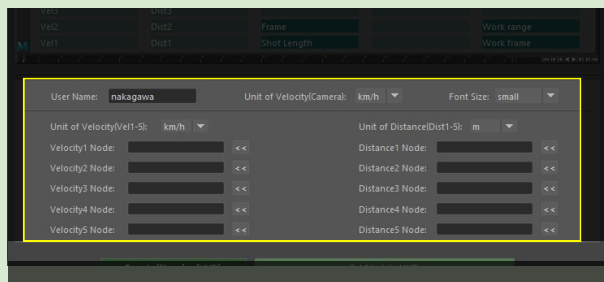 Vel3 Dist3
Vel2 Dist2 Frame Work range
Vel1 Dist1 Shot Length Work frame
User Name: nakagawa Unit of Velocity(Camera): km/h Font Size: small
Unit of Velocity(Vel1-5): km/h Unit of Distance(Dist1-5): m
Velocity1 Node: << Distance1 Node: <<
Velocity2 Node: << Distance2 Node: <<
Velocity3 Node: << Distance3 Node: <<
Velocity4 Node: << Distance4 Node: <<
Velocity5 Node: << Distance5 Node: <<